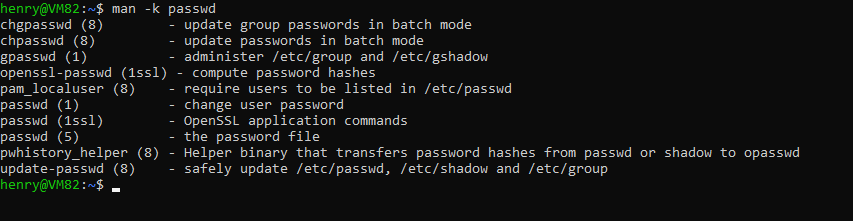 henry@VM82:~$ man -k passwd
chgpasswd (8)        - update group passwords in batch mode
chpasswd (8)         - update passwords in batch mode
gpasswd (1)          - administer /etc/group and /etc/gshadow
openssl-passwd (1ssl) - compute password hashes
pam_localuser (8)    - require users to be listed in /etc/passwd
passwd (1)           - change user password
passwd (1ssl)        - OpenSSL application commands
passwd (5)           - the password file
pwhistory_helper (8) - Helper binary that transfers password hashes from passwd or shadow to opasswd
update-passwd (8)    - safely update /etc/passwd, /etc/shadow and /etc/group
henry@VM82:~$